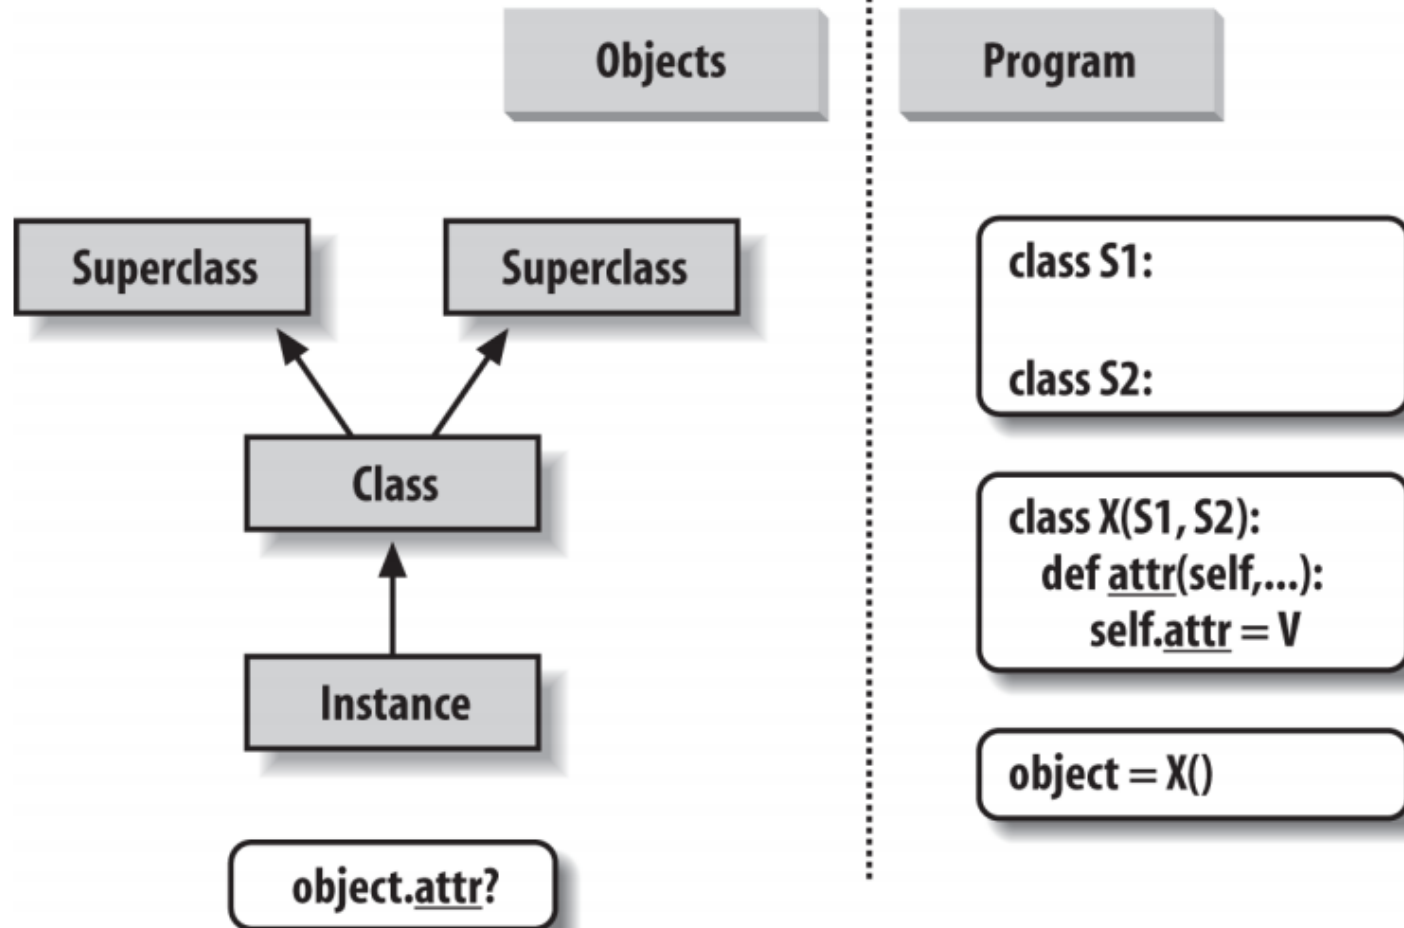 Objects
Program
Superclass
Superclass
Class
Instance
object.attr?
class S1:
class S2:
class X(S1, S2):
def attr(self,...):
self.attr = V
object = X()